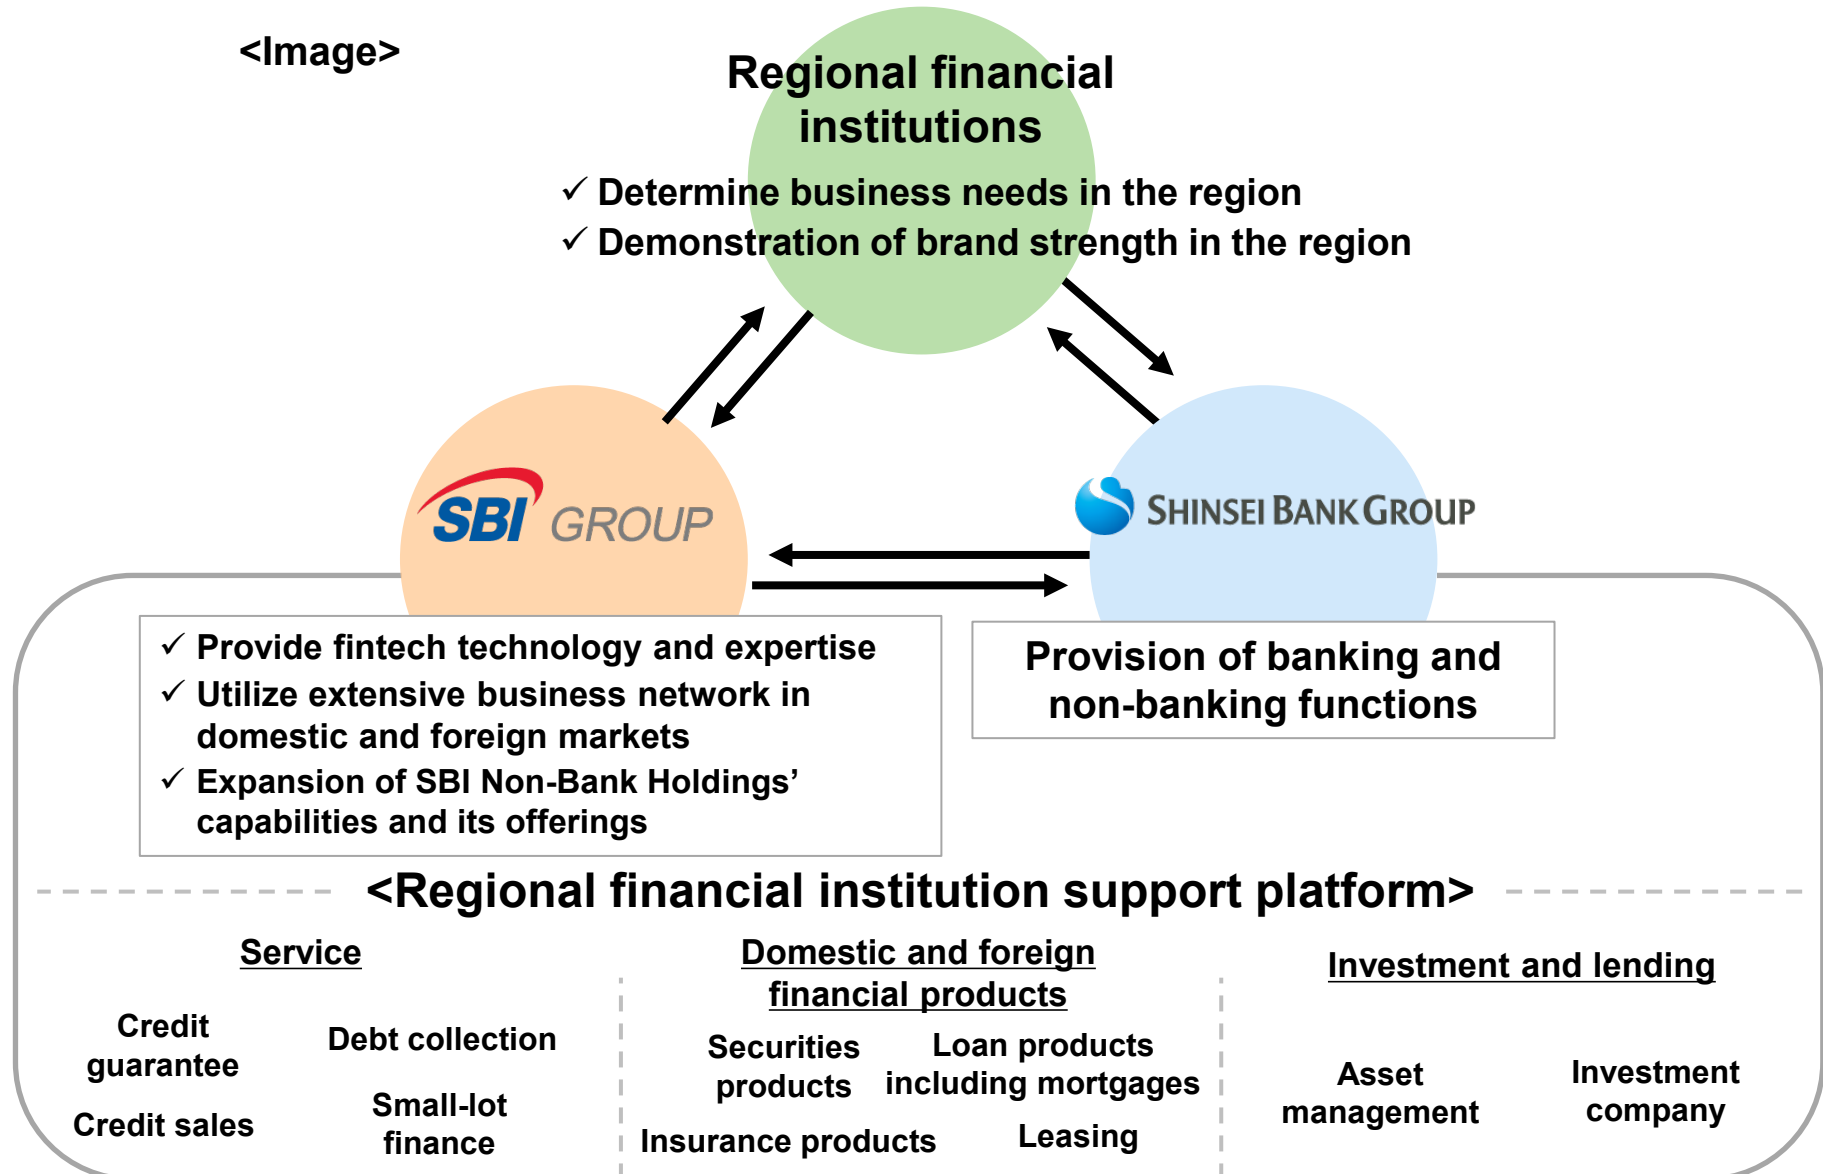 <Image>
Regional financial
institutions
✓ Determine business needs in the region
✓ Demonstration of brand strength in the region
SBI GROUP
SHINSEI BANK GROUP
✓ Provide fintech technology and expertise
✓ Utilize extensive business network in
domestic and foreign markets
✓ Expansion of SBI Non-Bank Holdings’
capabilities and its offerings
Provision of banking and
non-banking functions
<Regional financial institution support platform>
Service
Credit
guarantee
Debt collection
Credit sales
Small-lot
finance
Domestic and foreign
financial products
Securities
products
Loan products
including mortgages
Insurance products
Leasing
Investment and lending
Asset
management
Investment
company